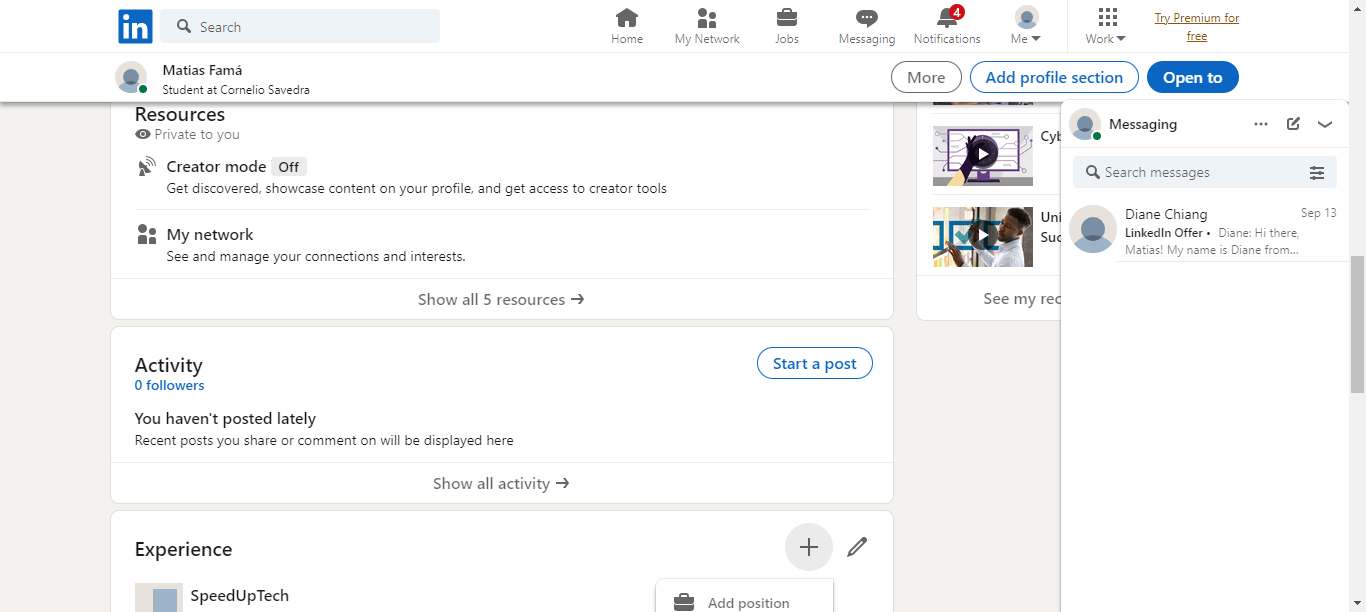 in
Search
Home
My Network
Jobs
Messaging
4
Notifications
Me
Work
Try Premium for
free
Matias Famá
Student at Cornelio Savedra
More
Add profile section
Open to
Resources
Private to you
Creator mode Off
Get discovered, showcase content on your profile, and get access to creator tools
My network
See and manage your connections and interests.
Show all 5 resources →
Activity
0 followers
Start a post
You haven't posted lately
Recent posts you share or comment on will be displayed here
Show all activity →
Experience
SpeedUpTech
Add position
Cyb
Uni
Suc
See my rec
Messaging
Search messages
Diane Chiang
Sep 13
LinkedIn Offer • Diane: Hi there,
Matias! My name is Diane from...